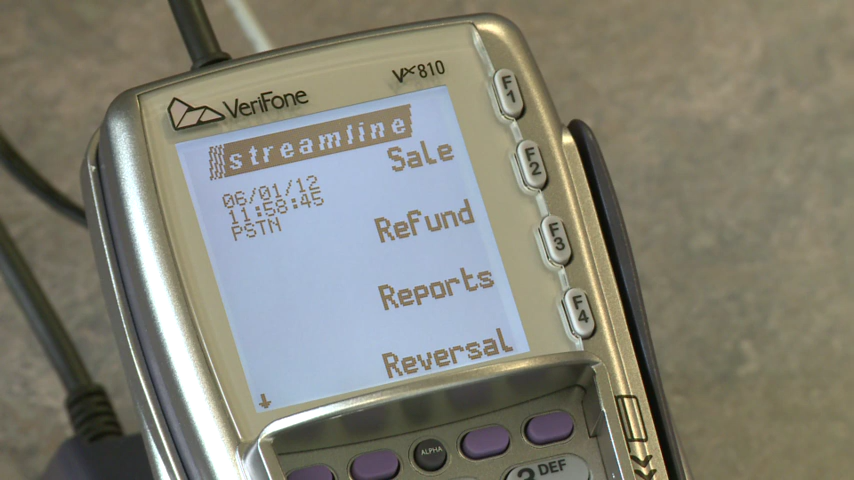 VeriFone
VX810
streamline
Sale
06/01/12
11:58:45
PSTN
Refund
Reports
Reversal
F1
F2
F3
F4
ALPHA
2 DEF